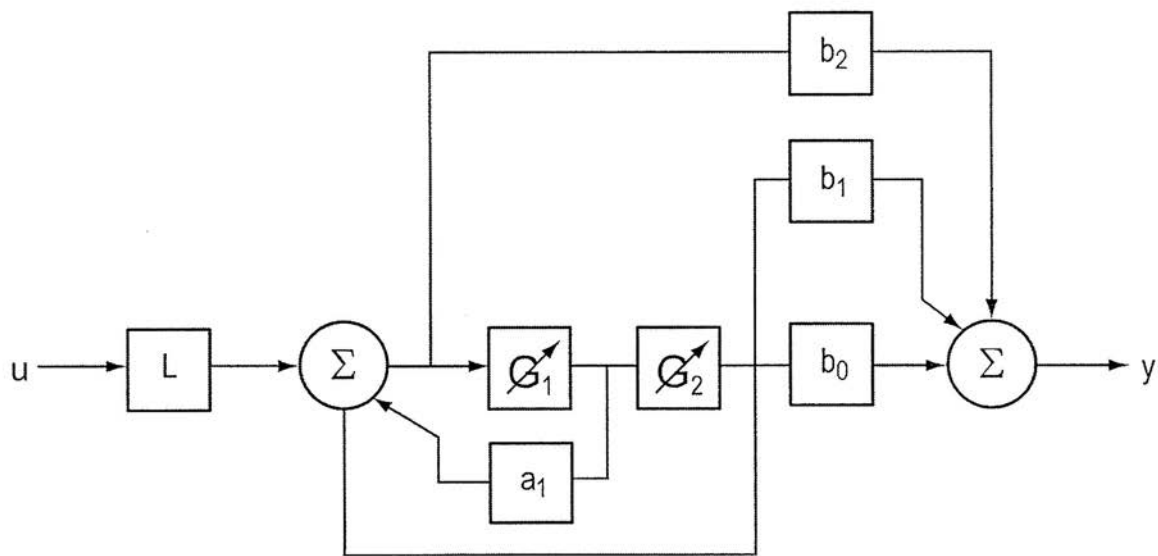 b₂
b₁
u
L
Σ
G₁
G₂
b₀
Σ
y
a₁